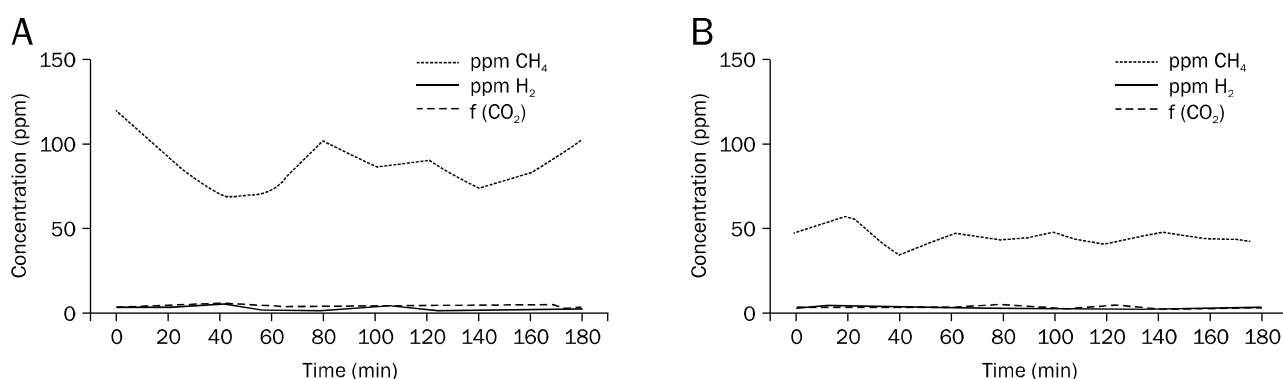 A
Concentration (ppm)
150
100
50
0
ppm CH₄
ppm H₂
f (CO₂)
0 20 40 60 80 100 120 140 160 180
Time (min)
B
Concentration (ppm)
150
100
50
0
ppm CH₄
ppm H₂
f (CO₂)
0 20 40 60 80 100 120 140 160 180
Time (min)